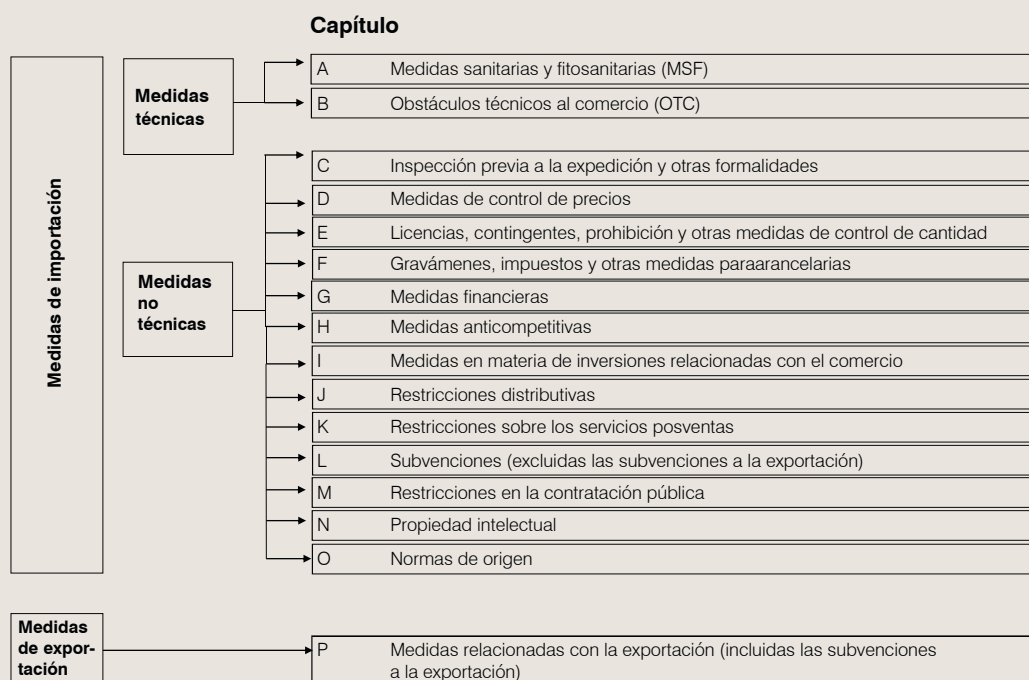 Capítulo
Medidas de importación
Medidas
técnicas
A Medidas sanitarias y fitosanitarias (MSF)
B Obstáculos técnicos al comercio (OTC)
Medidas
no
técnicas
C Inspección previa a la expedición y otras formalidades
D Medidas de control de precios
E Licencias, contingentes, prohibición y otras medidas de control de cantidad
F Gravámenes, impuestos y otras medidas paraarancelarias
G Medidas financieras
H Medidas anticompetitivas
I Medidas en materia de inversiones relacionadas con el comercio
J Restricciones distributivas
K Restricciones sobre los servicios posventas
L Subvenciones (excluidas las subvenciones a la exportación)
M Restricciones en la contratación pública
N Propiedad intelectual
O Normas de origen
Medidas
de expor-
tación
P Medidas relacionadas con la exportación (incluidas las subvenciones
a la exportación)